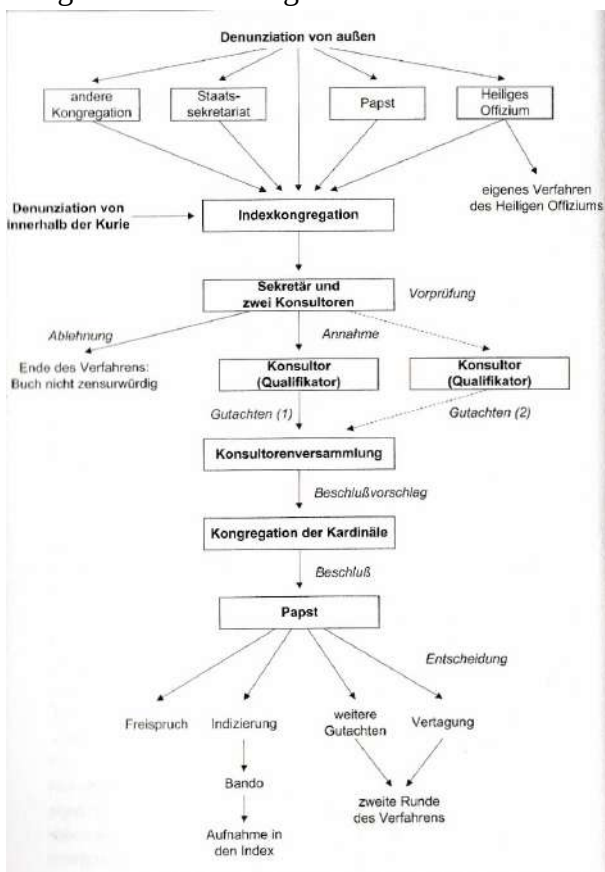 Denunziation von außen
andere
Kongregation
Staats-
sekretariat
Papst
Heiliges
Offizium
eigenes Verfahren
des Heiligen Offiziums
Denunziation von
innerhalb der Kurie
Indexkongregation
Sekretär und
zwei Konsultoren
Vorprüfung
Ablehnung
Annahme
Ende des Verfahrens:
Buch nicht zensurwürdig
Konsultor
(Qualifikator)
Konsultor
(Qualifikator)
Gutachten (1)
Gutachten (2)
Konsultorenversammlung
Beschlußvorschlag
Kongregation der Kardinäle
Beschluß
Papst
Entscheidung
Freispruch
Indizierung
weitere
Gutachten
Vertagung
Bando
zweite Runde
des Verfahrens
Aufnahme in
den Index